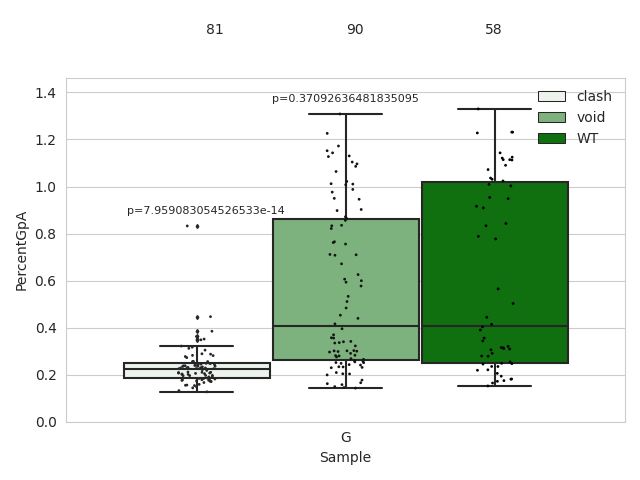 81 90 58
p=0.37092636481835095
p=7.959083054526533e-14
clash
void
WT
1.4
1.2
1.0
0.8
0.6
0.4
0.2
0.0
PercentGpA
G
Sample